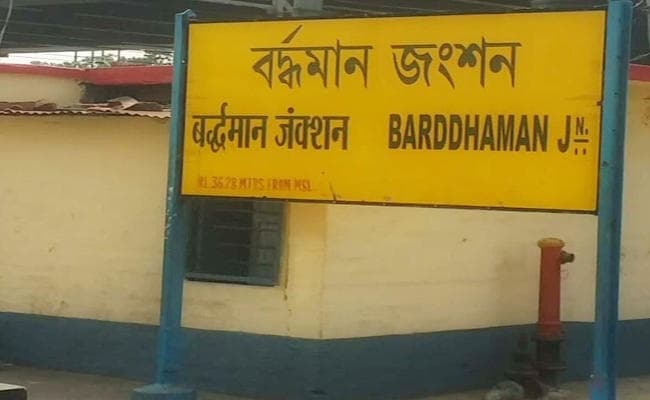 বর্দ্ধমান জংশন
बर्द्धमान जंक्शन BARDDHAMAN JN.
RL 36.28 MTRS FROM MSL